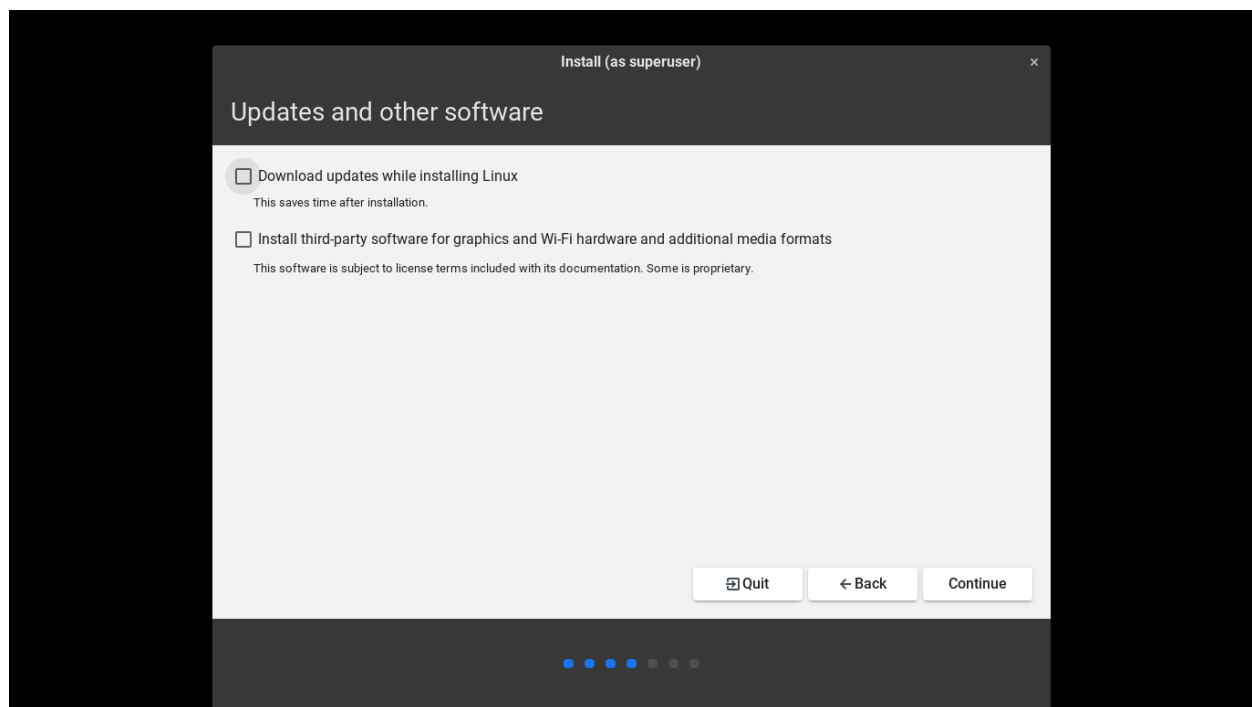 Install (as superuser)
×
Updates and other software
Download updates while installing Linux
This saves time after installation.
Install third-party software for graphics and Wi-Fi hardware and additional media formats
This software is subject to license terms included with its documentation. Some is proprietary.
Quit
Back
Continue